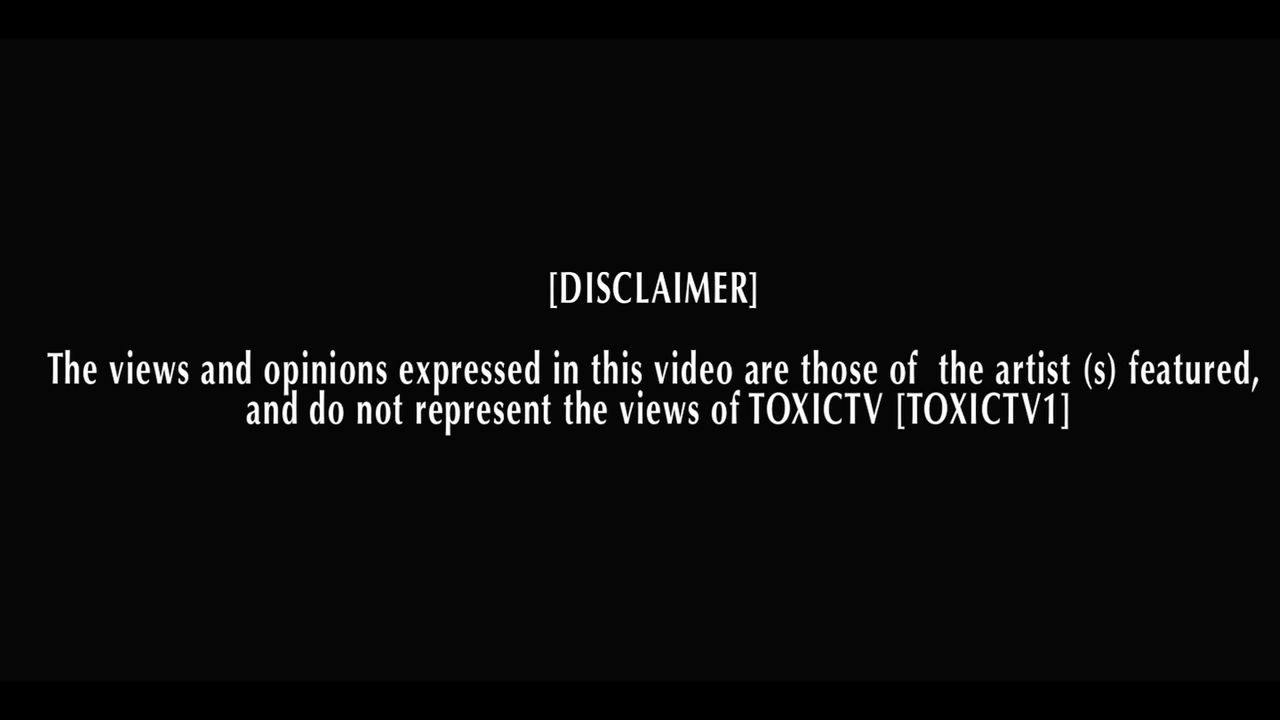 [DISCLAIMER]
The views and opinions expressed in this video are those of  the artist (s) featured,
and do not represent the views of TOXICTV [TOXICTV1]